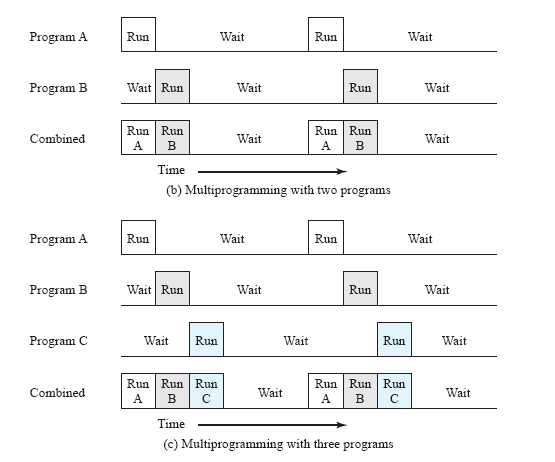 Program A Run Wait Run Wait
Program B Wait Run Wait Run Wait
Combined Run A Run B Wait Run A Run B Wait
Time
(b) Multiprogramming with two programs
Program A Run Wait Run Wait
Program B Wait Run Wait Run Wait
Program C Wait Run Wait Run Wait
Combined Run A Run B Run C Wait Run A Run B Run C Wait
Time
(c) Multiprogramming with three programs